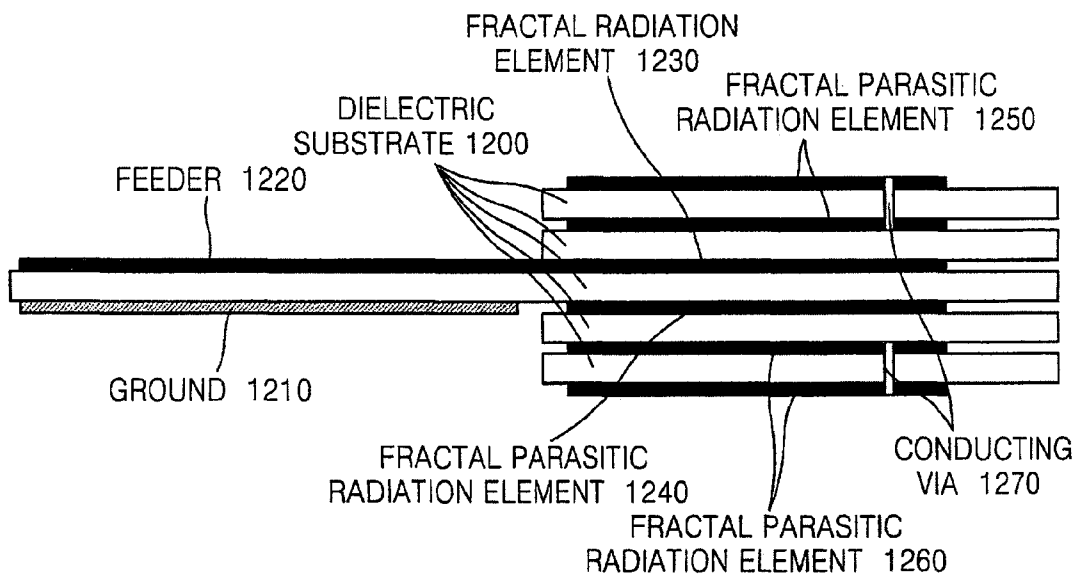 FRACTAL RADIATION
ELEMENT 1230
FRACTAL PARASITIC
RADIATION ELEMENT 1250
DIELECTRIC
SUBSTRATE 1200
FEEDER 1220
GROUND 1210
FRACTAL PARASITIC
RADIATION ELEMENT 1240
CONDUCTING
VIA 1270
FRACTAL PARASITIC
RADIATION ELEMENT 1260